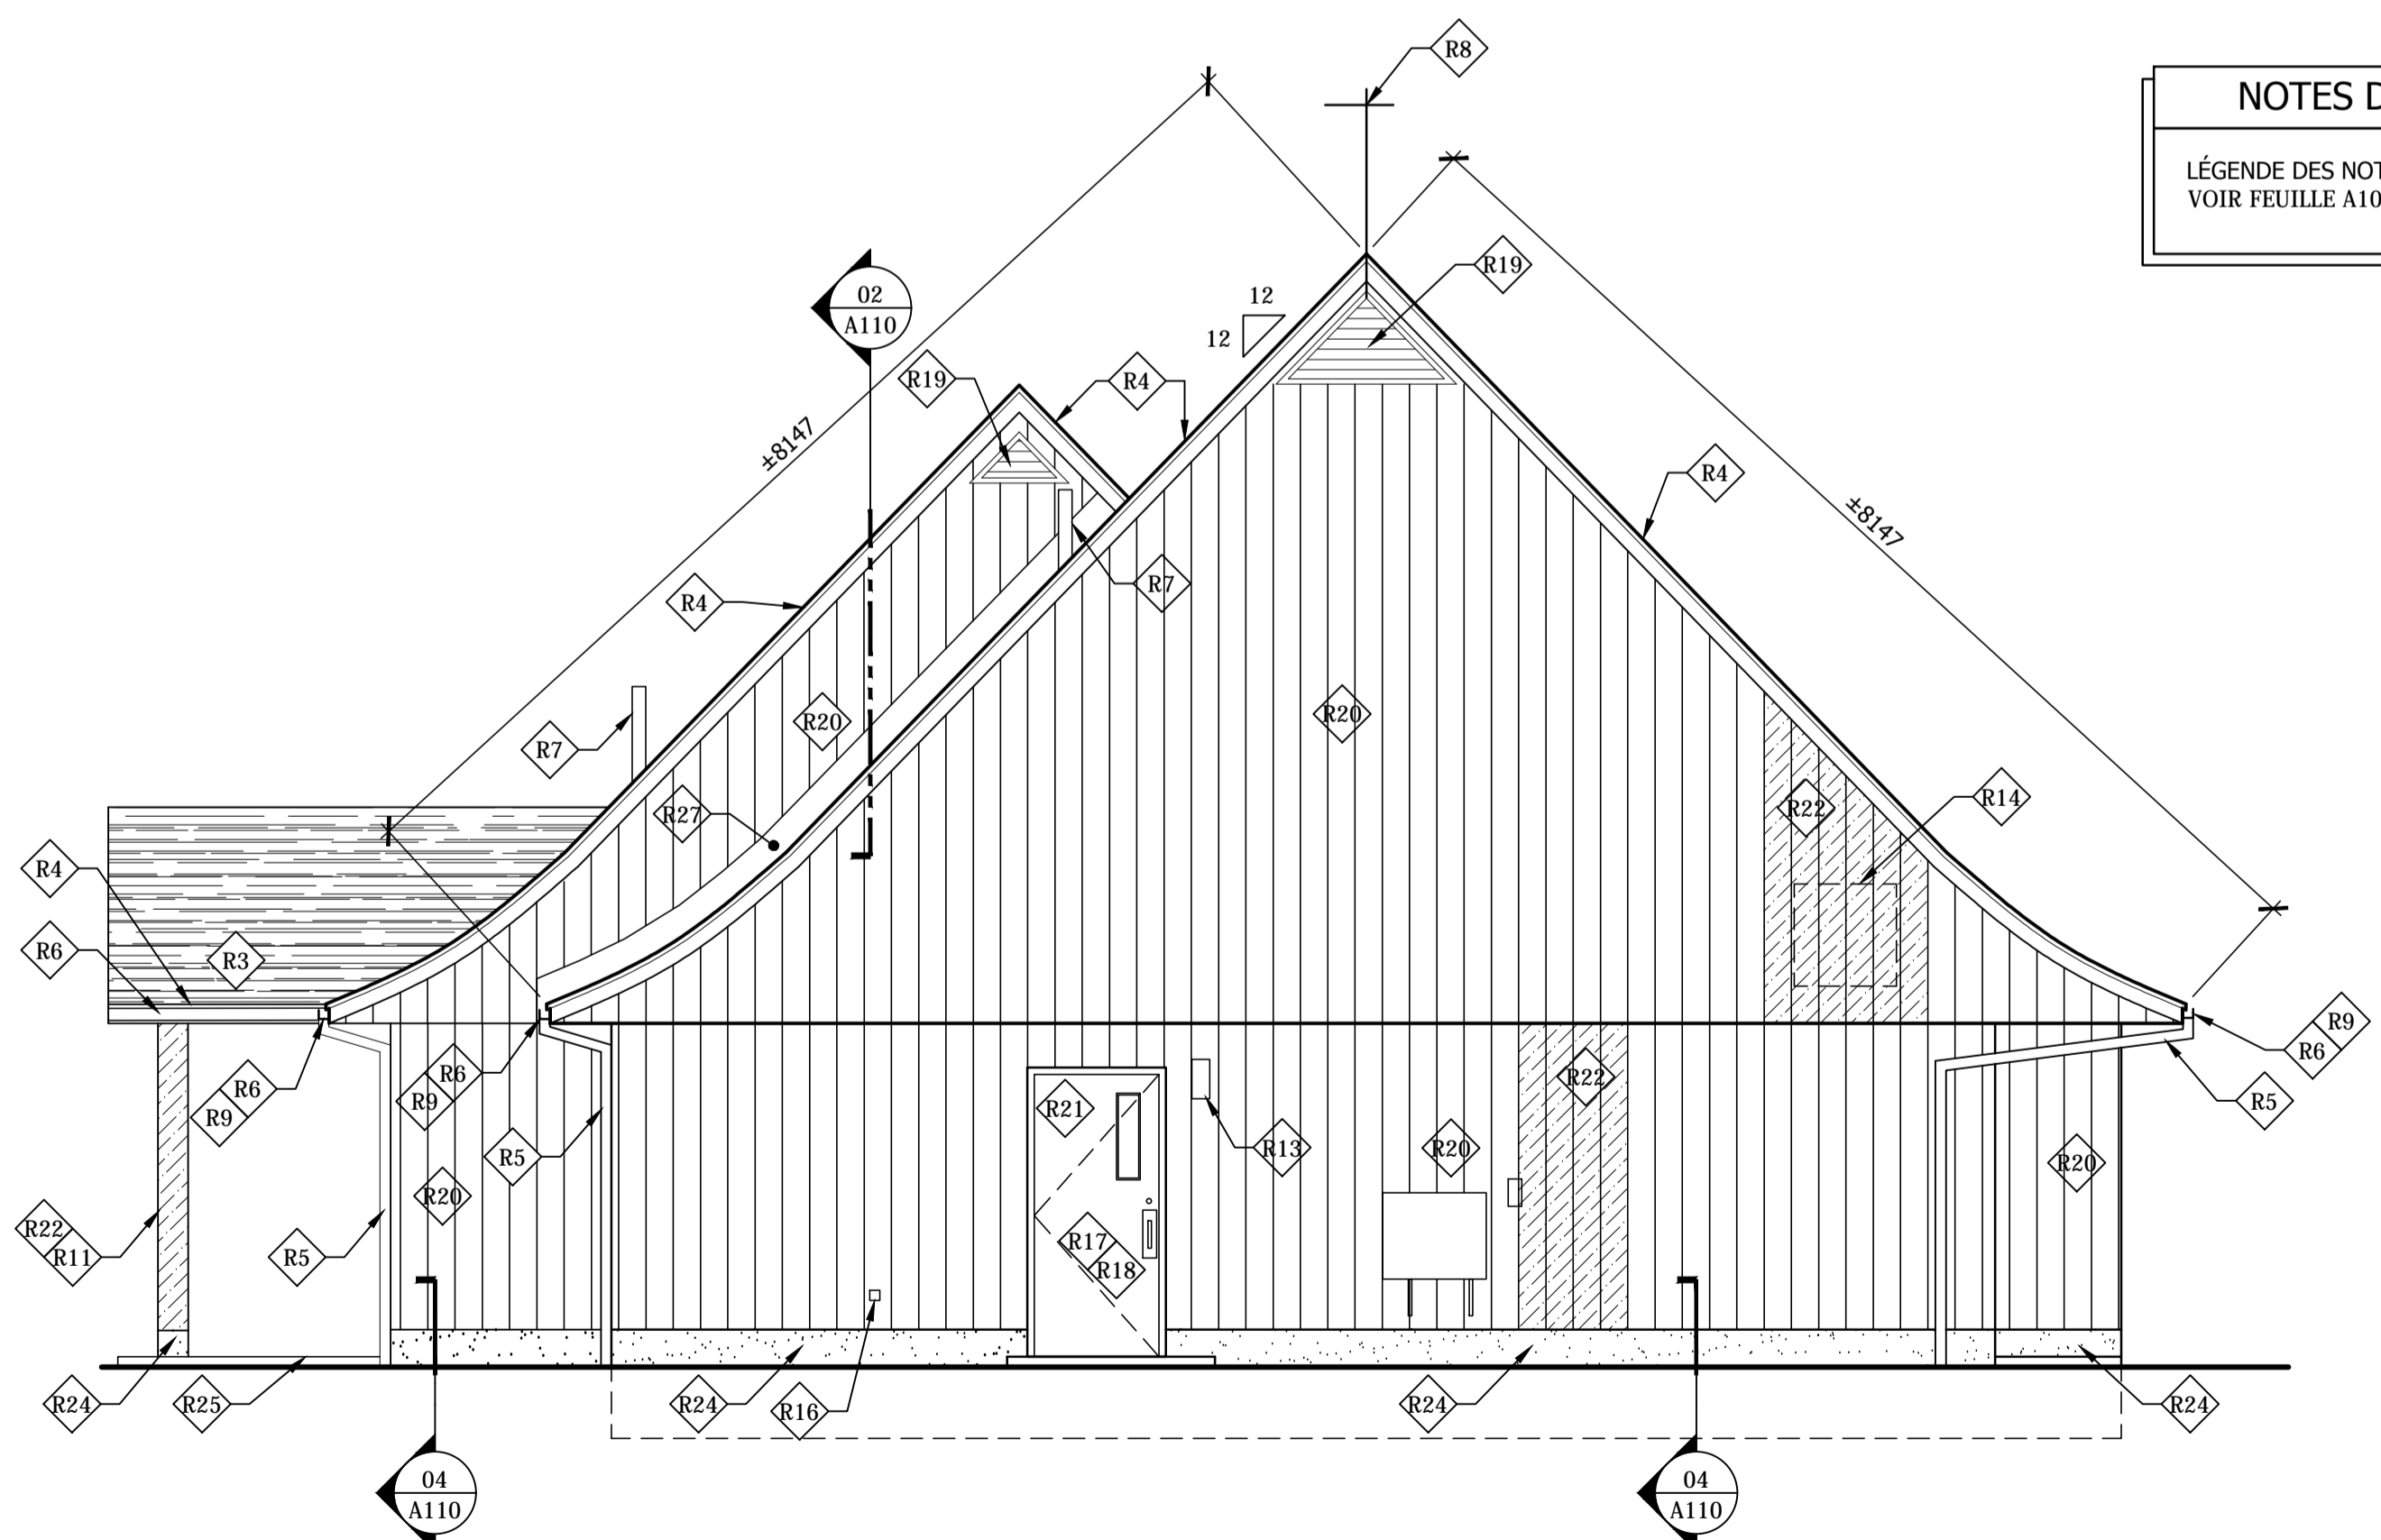 R8
NOTES D
LÉGENDE DES NOT
VOIR FEUILLE A10
R19
12
12
02
A110
R19
R4
±8147
R4
±8147
R7
R4
R20
R20
R7
R27
R22
R14
R4
R6
R3
R9
R6
R6
R9
R6
R9
R22
R21
R5
R13
R20
R5
R20
R20
R22
R11
R5
R17
R18
R24
R25
R24
R16
R24
R24
04
A110
04
A110